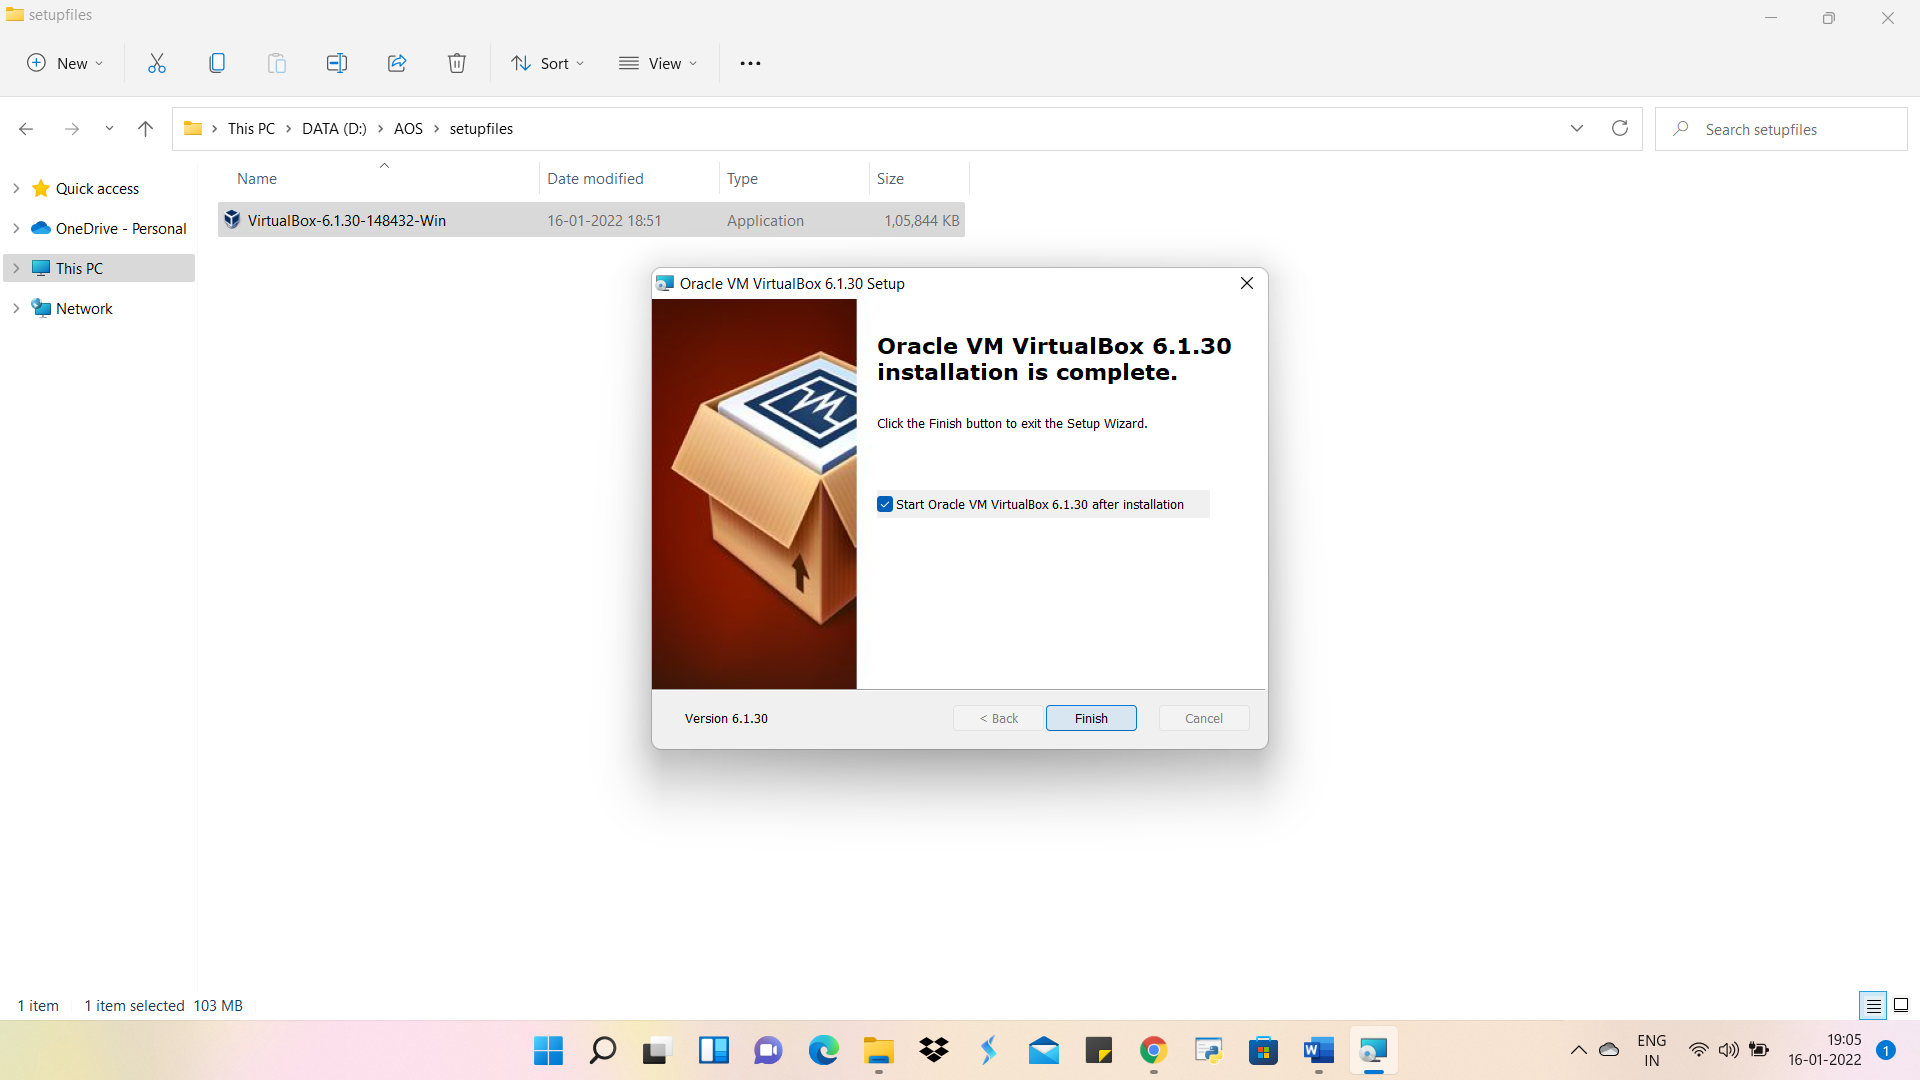 setupfiles
New
Sort
View
This PC
DATA (D:)
AOS
setupfiles
Search setupfiles
Quick access
OneDrive - Personal
This PC
Network
Name
Date modified
Type
Size
VirtualBox-6.1.30-148432-Win
16-01-2022 18:51
Application
1,05,844 KB
Oracle VM VirtualBox 6.1.30 Setup
Oracle VM VirtualBox 6.1.30
installation is complete.
Click the Finish button to exit the Setup Wizard.
Start Oracle VM VirtualBox 6.1.30 after installation
Version 6.1.30
< Back
Finish
Cancel
1 item
1 item selected 103 MB
ENG
IN
19:05
16-01-2022
1